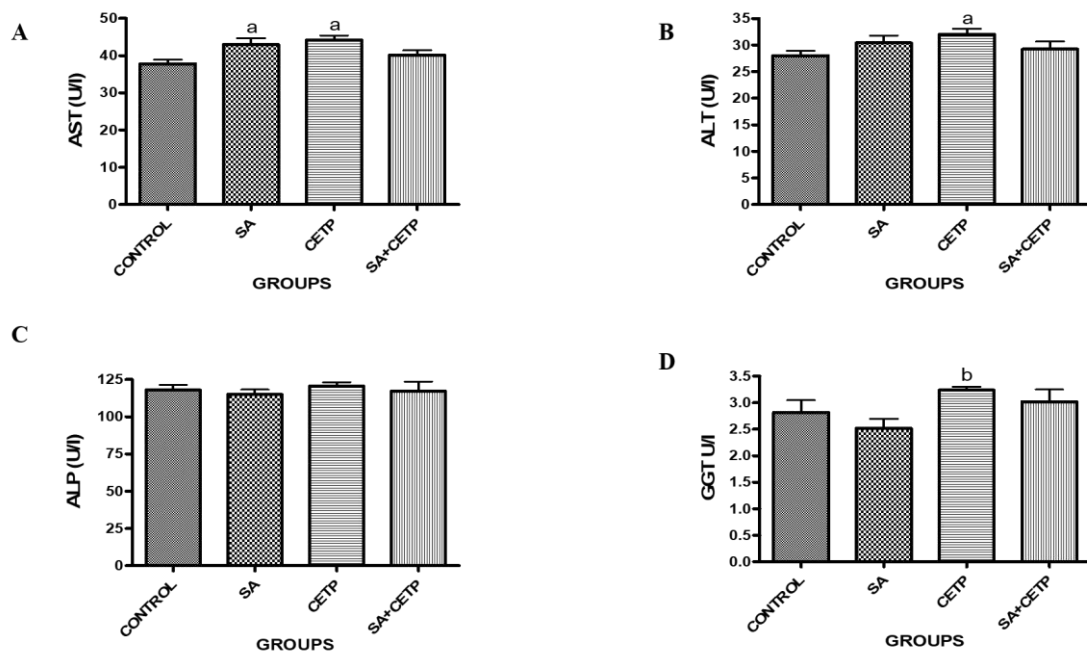 A
AST (U/l)
50
40
30
20
10
0
a
a
CONTROL
SA
CETP
SA+CETP
GROUPS
B
ALT (U/l)
35
30
25
20
15
10
5
0
a
CONTROL
SA
CETP
SA+CETP
GROUPS
C
ALP (U/l)
125
100
75
50
25
0
CONTROL
SA
CETP
SA+CETP
GROUPS
D
GGT U/l
3.5
3.0
2.5
2.0
1.5
1.0
0.5
0.0
b
CONTROL
SA
CETP
SA+CETP
GROUPS